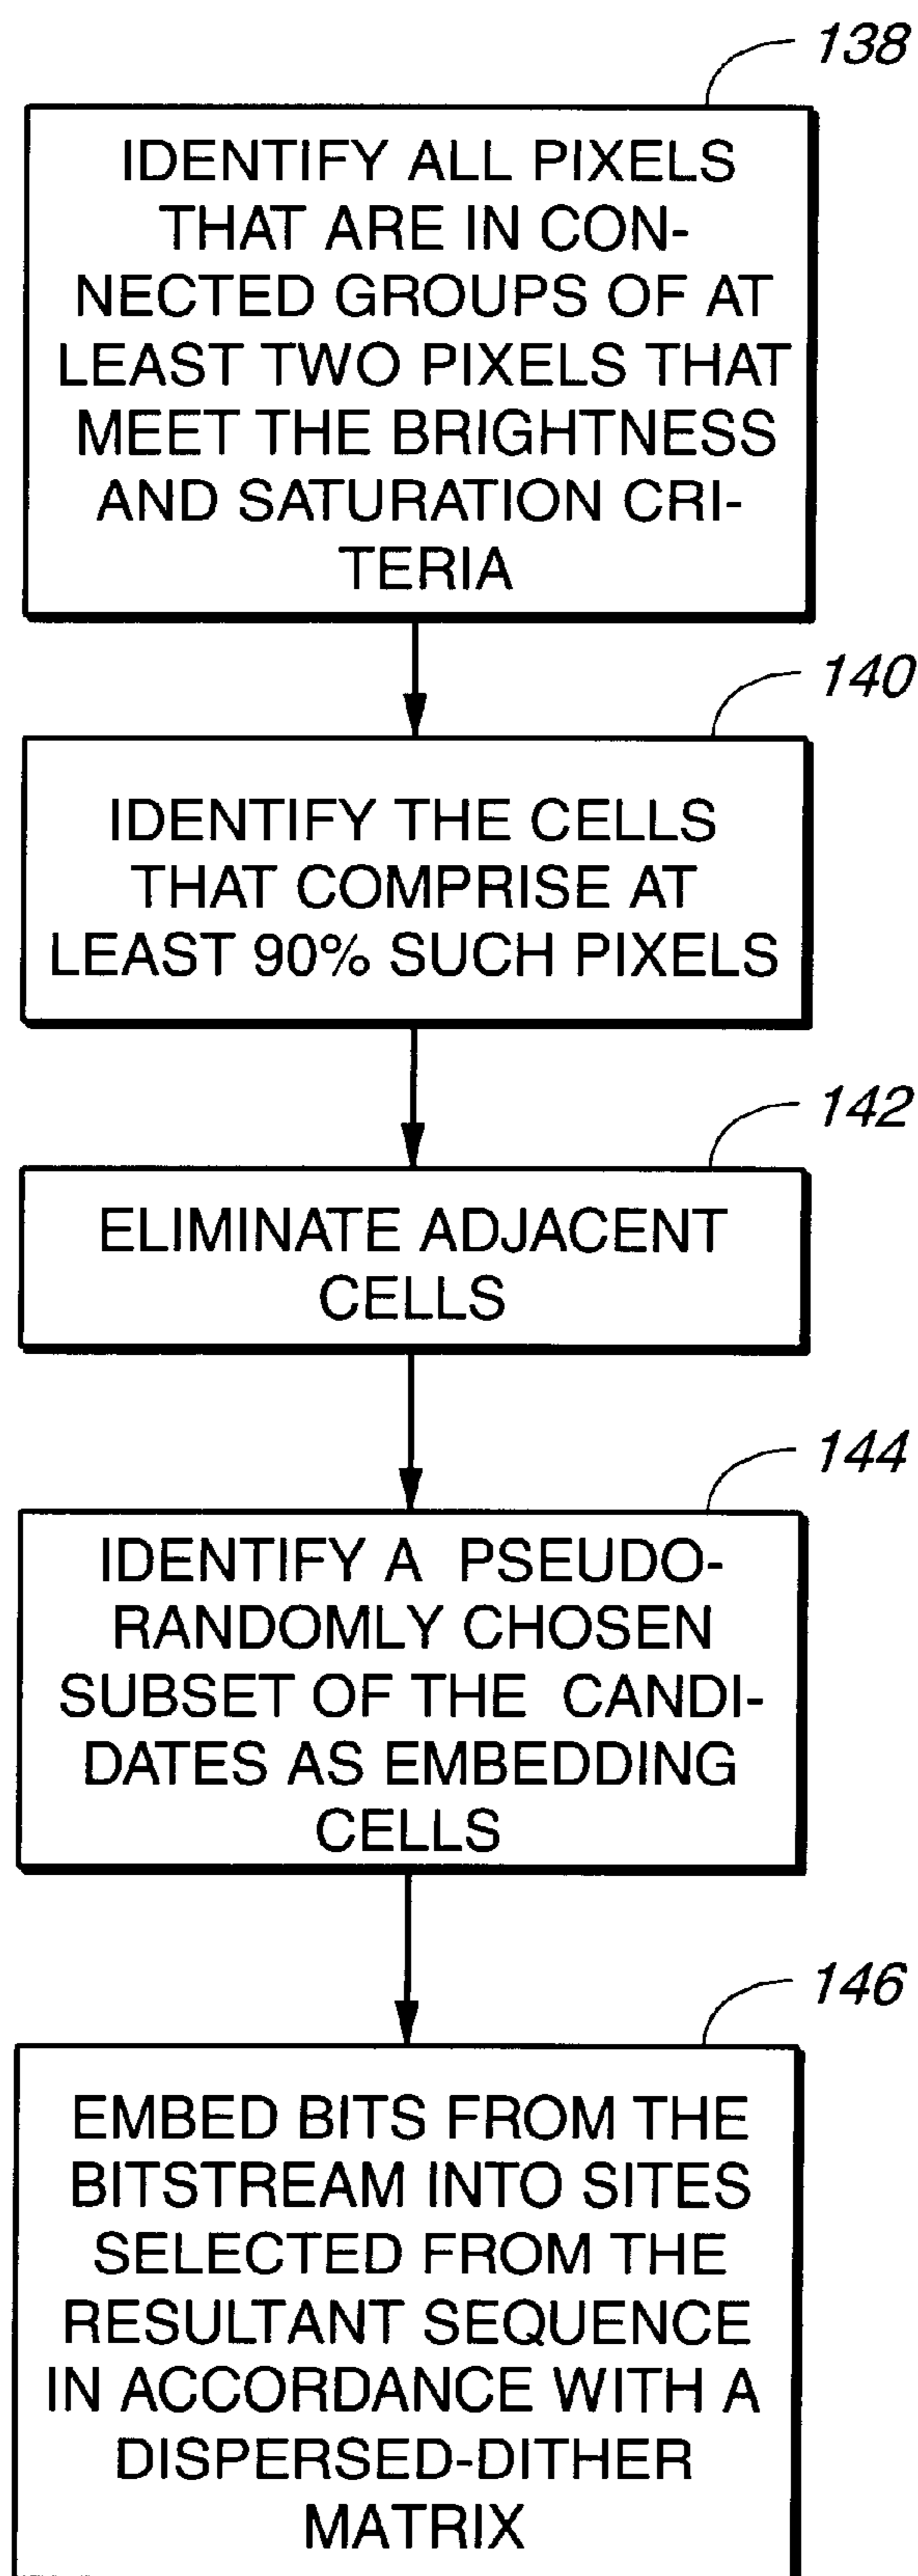 138
IDENTIFY ALL PIXELS
THAT ARE IN CON-
NECTED GROUPS OF AT
LEAST TWO PIXELS THAT
MEET THE BRIGHTNESS
AND SATURATION CRI-
TERIA
140
IDENTIFY THE CELLS
THAT COMPRISE AT
LEAST 90% SUCH PIXELS
142
ELIMINATE ADJACENT
CELLS
144
IDENTIFY A PSEUDO-
RANDOMLY CHOSEN
SUBSET OF THE CANDI-
DATES AS EMBEDDING
CELLS
146
EMBED BITS FROM THE
BITSTREAM INTO SITES
SELECTED FROM THE
RESULTANT SEQUENCE
IN ACCORDANCE WITH A
DISPERSED-DITHER
MATRIX